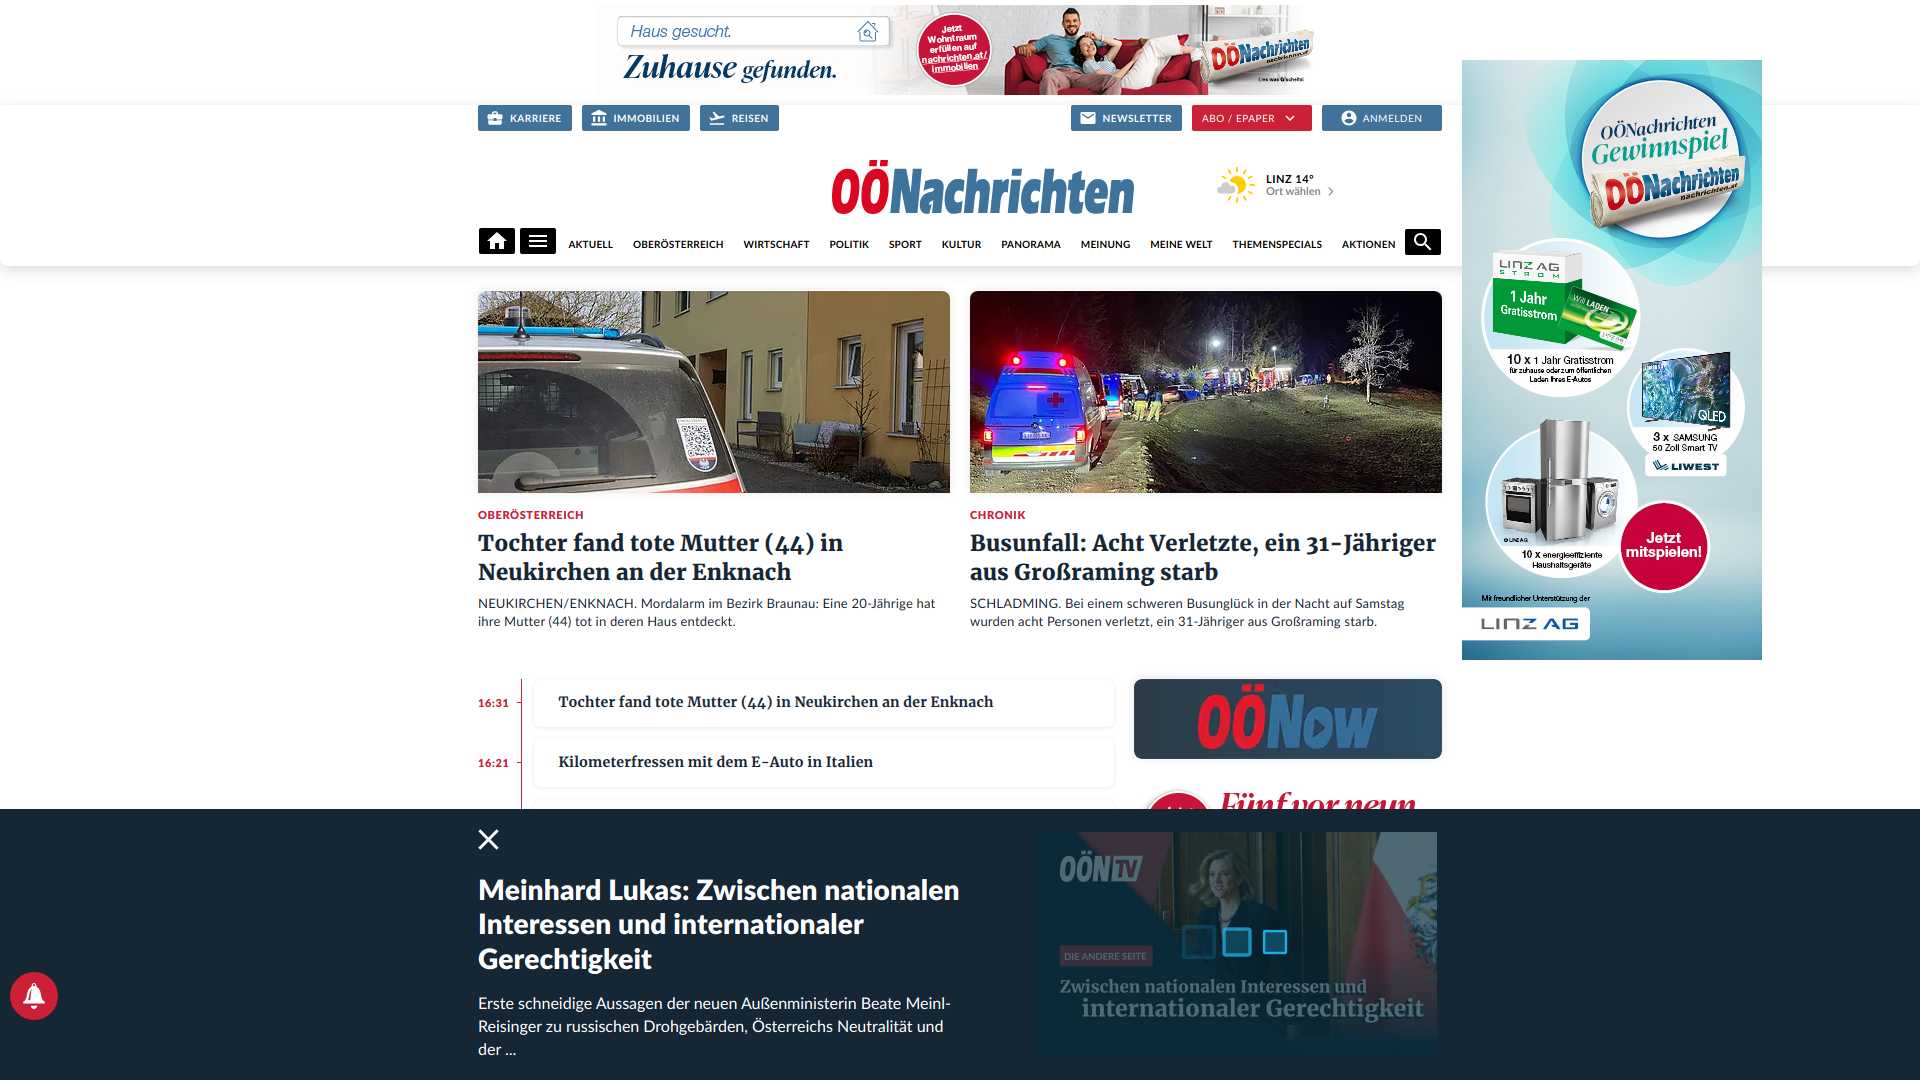 Haus gesucht.
Zuhause gefunden.
Jetzt
Wohntraum
erfüllen auf
nachrichten.at/
immobilien
OÖNachrichten
Lies was G'scheits!
KARRIERE
IMMOBILIEN
REISEN
NEWSLETTER
ABO / EPAPER
ANMELDEN
OÖNachrichten
LINZ 14°
Ort wählen
AKTUELL
OBERÖSTERREICH
WIRTSCHAFT
POLITIK
SPORT
KULTUR
PANORAMA
MEINUNG
MEINE WELT
THEMENSPECIALS
AKTIONEN
OÖNachrichten
Gewinnspiel
OÖNachrichten
nachrichten.at
LINZ AG
STROM
1 Jahr
Gratisstrom
Will LADEN
10 x 1 Jahr Gratisstrom
für zuhause oder zum öffentlichen
Laden Ihres E-Autos
QLED
3 x SAMSUNG
50 Zoll Smart TV
LIWEST
© LINZ AG
10 x energieeffiziente
Haushaltsgeräte
Jetzt
mitspielen!
Mit freundlicher Unterstützung der
LINZ AG
OBERÖSTERREICH
Tochter fand tote Mutter (44) in
Neukirchen an der Enknach
NEUKIRCHEN/ENKNACH. Mordalarm im Bezirk Braunau: Eine 20-Jährige hat
ihre Mutter (44) tot in deren Haus entdeckt.
CHRONIK
Busunfall: Acht Verletzte, ein 31-Jähriger
aus Großraming starb
SCHLADMING. Bei einem schweren Busunglück in der Nacht auf Samstag
wurden acht Personen verletzt, ein 31-Jähriger aus Großraming starb.
16:31
Tochter fand tote Mutter (44) in Neukirchen an der Enknach
16:21
Kilometerfressen mit dem E-Auto in Italien
OÖNow
Fünf vor neun
Meinhard Lukas: Zwischen nationalen
Interessen und internationaler
Gerechtigkeit
Erste schneidige Aussagen der neuen Außenministerin Beate Meinl-
Reisinger zu russischen Drohgebärden, Österreichs Neutralität und
der ...
OÖN TV
DIE ANDERE SEITE
Zwischen nationalen Interessen und
internationaler Gerechtigkeit